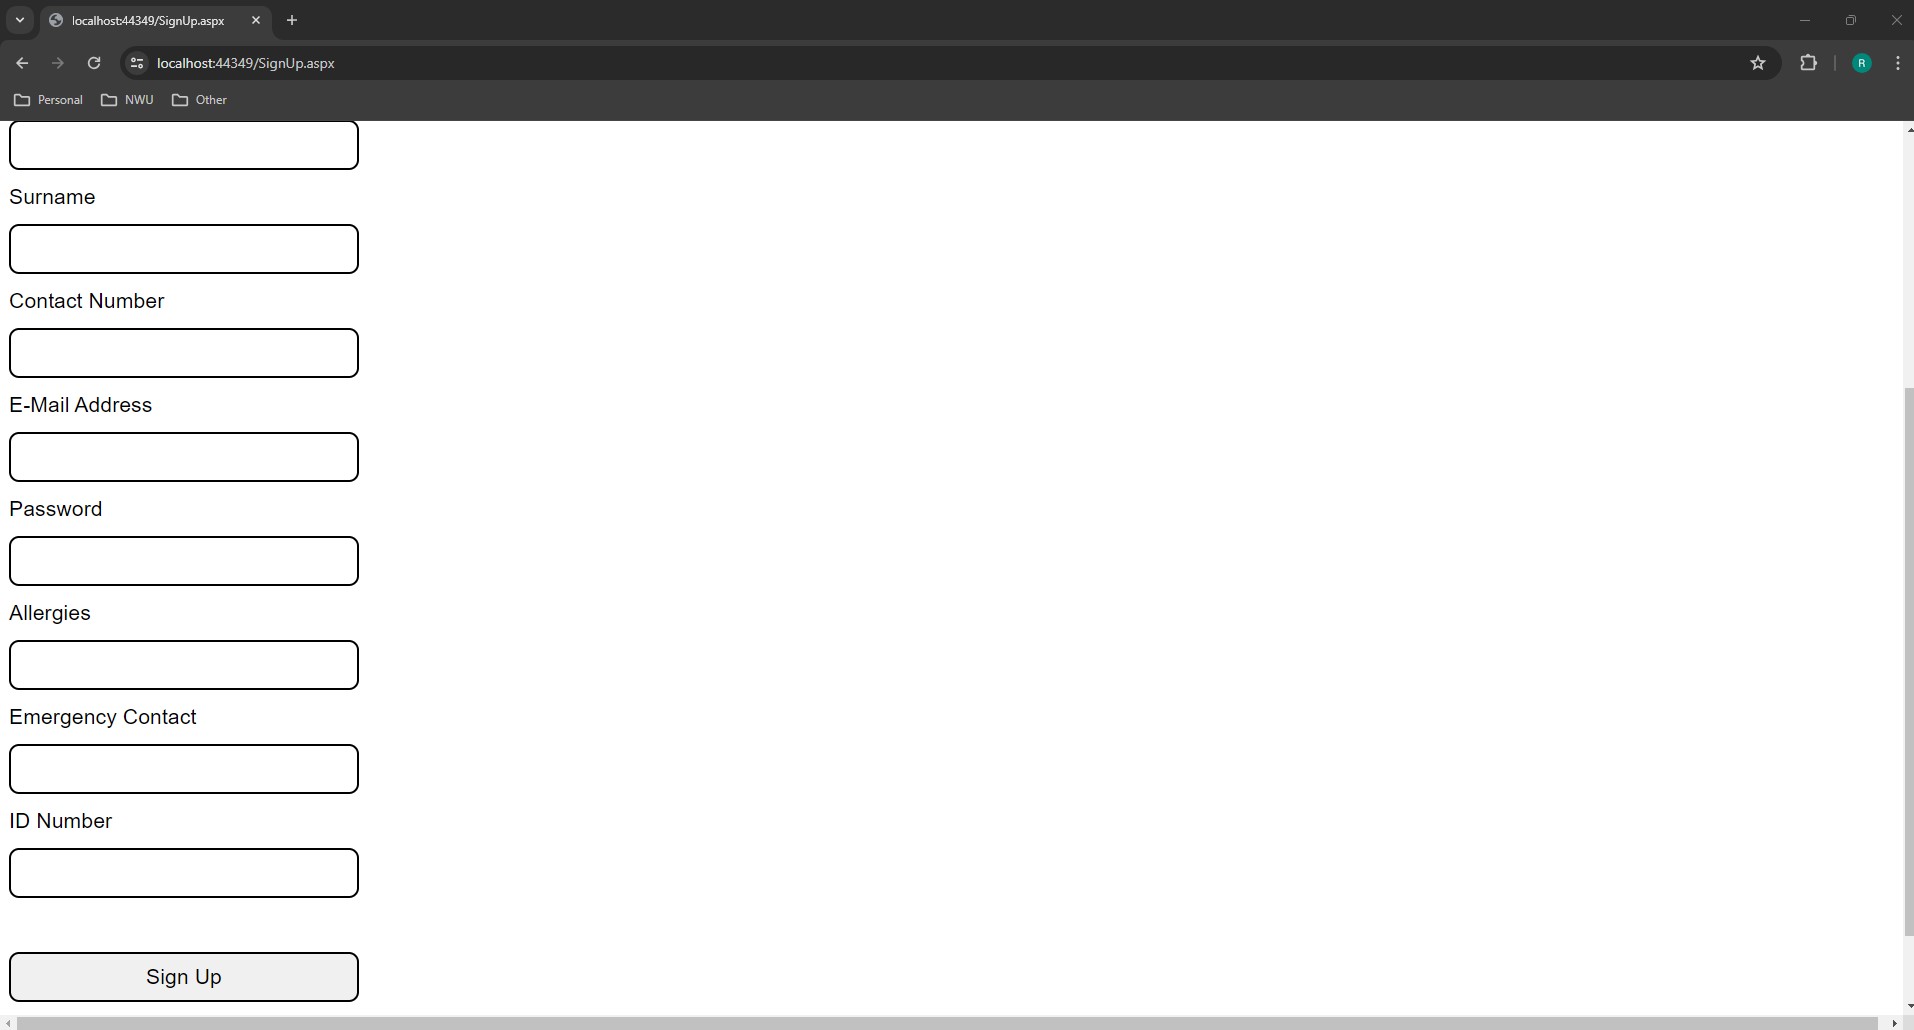 localhost:44349/SignUp.aspx
localhost:44349/SignUp.aspx
R
Personal NWU Other
Surname
Contact Number
E-Mail Address
Password
Allergies
Emergency Contact
ID Number
Sign Up